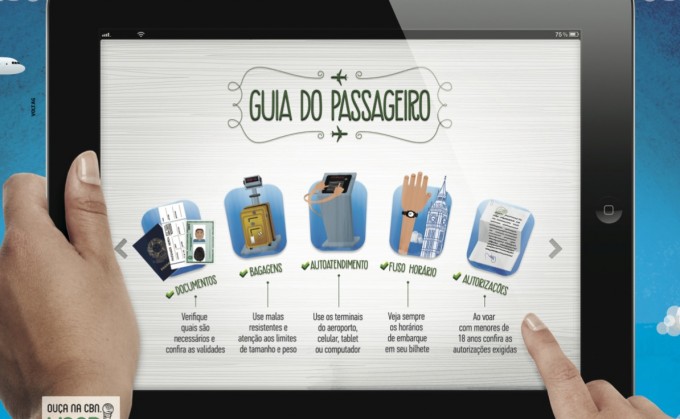 75 %
GUIA DO PASSAGEIRO
DOCUMENTOS
Verifique
quais são
necessários e
confira as validades
BAGAGENS
Use malas
resistentes e
atenção aos limites
de tamanho e peso
AUTOATENDIMENTO
Use os terminais
do aeroporto,
celular, tablet
ou computador
FUSO HORÁRIO
Veja sempre
os horários
de embarque
em seu bilhete
AUTORIZAÇÕES
Ao voar
com menores de
18 anos confira as
autorizações exigidas
OUÇA NA CBN.